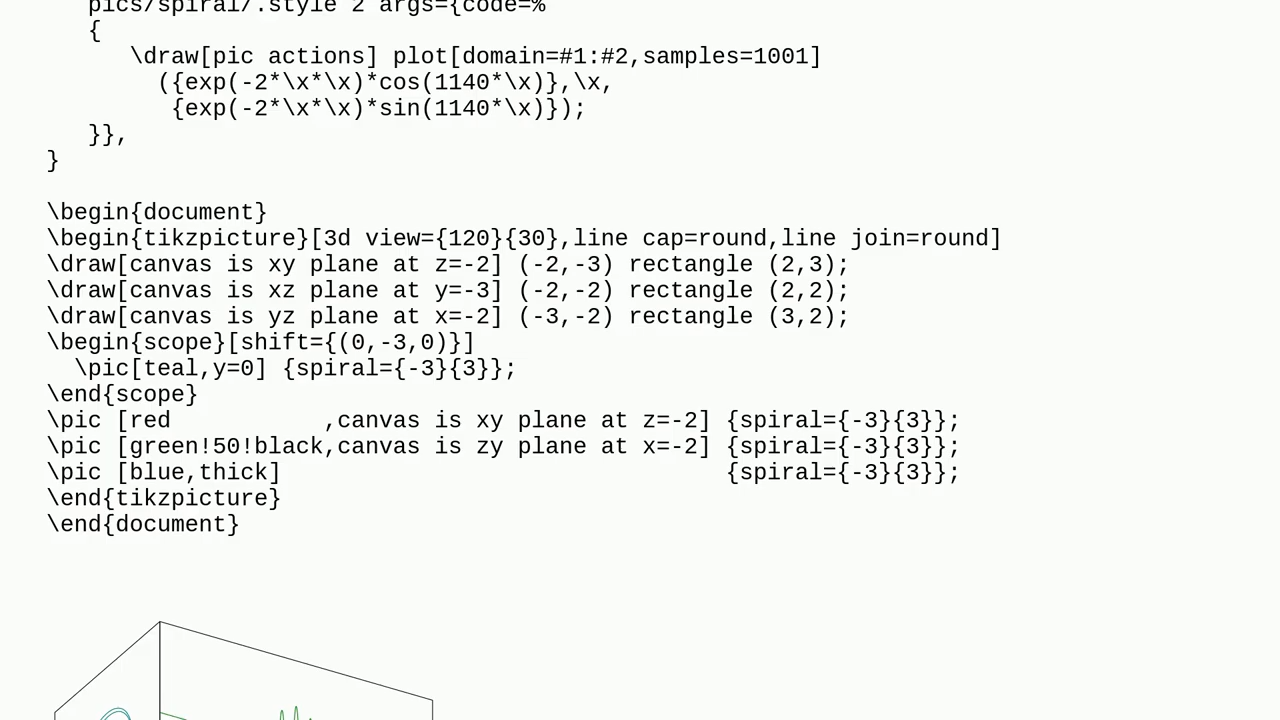 pics/spiral/.style 2 args={code=%
{
\draw[pic actions] plot[domain=#1:#2,samples=1001]
({exp(-2*\x*\x)*cos(1140*\x)},\x,
{exp(-2*\x*\x)*sin(1140*\x)});
}},
}
\begin{document}
\begin{tikzpicture}[3d view={120}{30},line cap=round,line join=round]
\draw[canvas is xy plane at z=-2] (-2,-3) rectangle (2,3);
\draw[canvas is xz plane at y=-3] (-2,-2) rectangle (2,2);
\draw[canvas is yz plane at x=-2] (-3,-2) rectangle (3,2);
\begin{scope}[shift={(0,-3,0)}]
\pic[teal,y=0] {spiral={-3}{3}};
\end{scope}
\pic [red           ,canvas is xy plane at z=-2] {spiral={-3}{3}};
\pic [green!50!black,canvas is zy plane at x=-2] {spiral={-3}{3}};
\pic [blue,thick]                                {spiral={-3}{3}};
\end{tikzpicture}
\end{document}